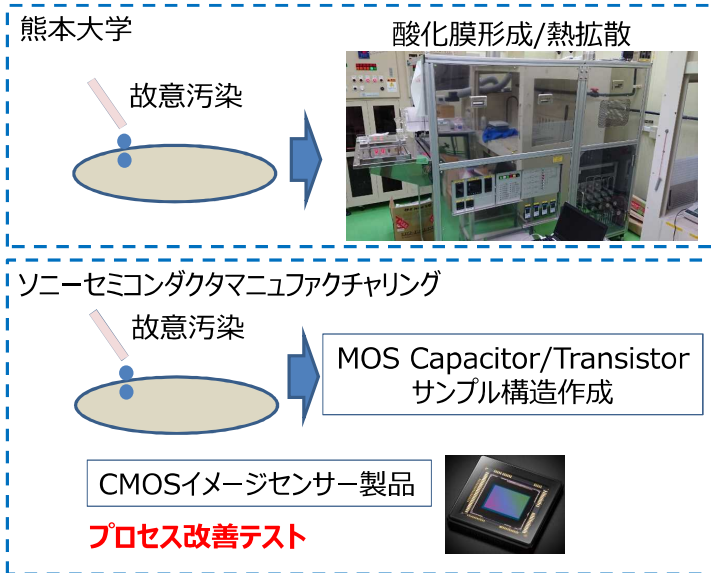 熊本大学
酸化膜形成/熱拡散
故意汚染
ソニーセミコンダクタマニュファクチャリング
故意汚染
MOS Capacitor/Transistor
サンプル構造作成
CMOSイメージセンサー製品
プロセス改善テスト